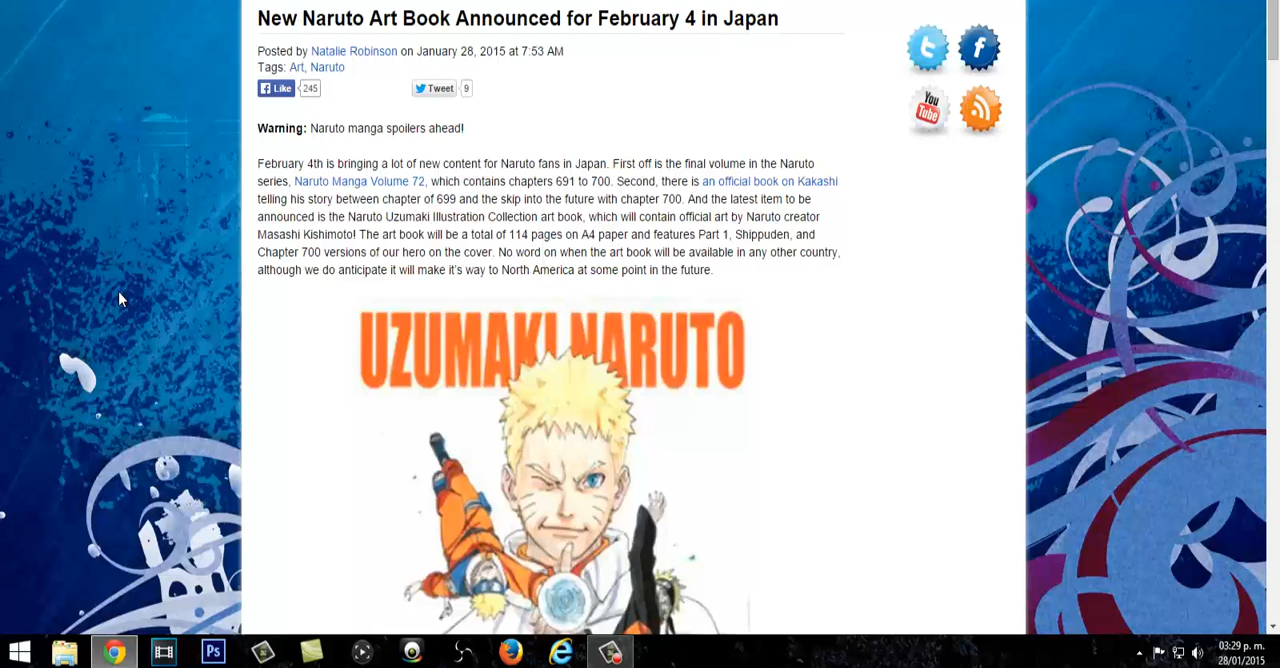 New Naruto Art Book Announced for February 4 in Japan
Posted by Natalie Robinson on January 28, 2015 at 7:53 AM
Tags: Art, Naruto
Like 245 Tweet 9
You
Tube
Warning: Naruto manga spoilers ahead!
February 4th is bringing a lot of new content for Naruto fans in Japan. First off is the final volume in the Naruto
series, Naruto Manga Volume 72, which contains chapters 691 to 700. Second, there is an official book on Kakashi
telling his story between chapter of 699 and the skip into the future with chapter 700. And the latest item to be
announced is the Naruto Uzumaki Illustration Collection art book, which will contain official art by Naruto creator
Masashi Kishimoto! The art book will be a total of 114 pages on A4 paper and features Part 1, Shippuden, and
Chapter 700 versions of our hero on the cover. No word on when the art book will be available in any other country,
although we do anticipate it will make it's way to North America at some point in the future.
UZUMAKI NARUTO
Ps
03:29 p. m.
28/01/2015